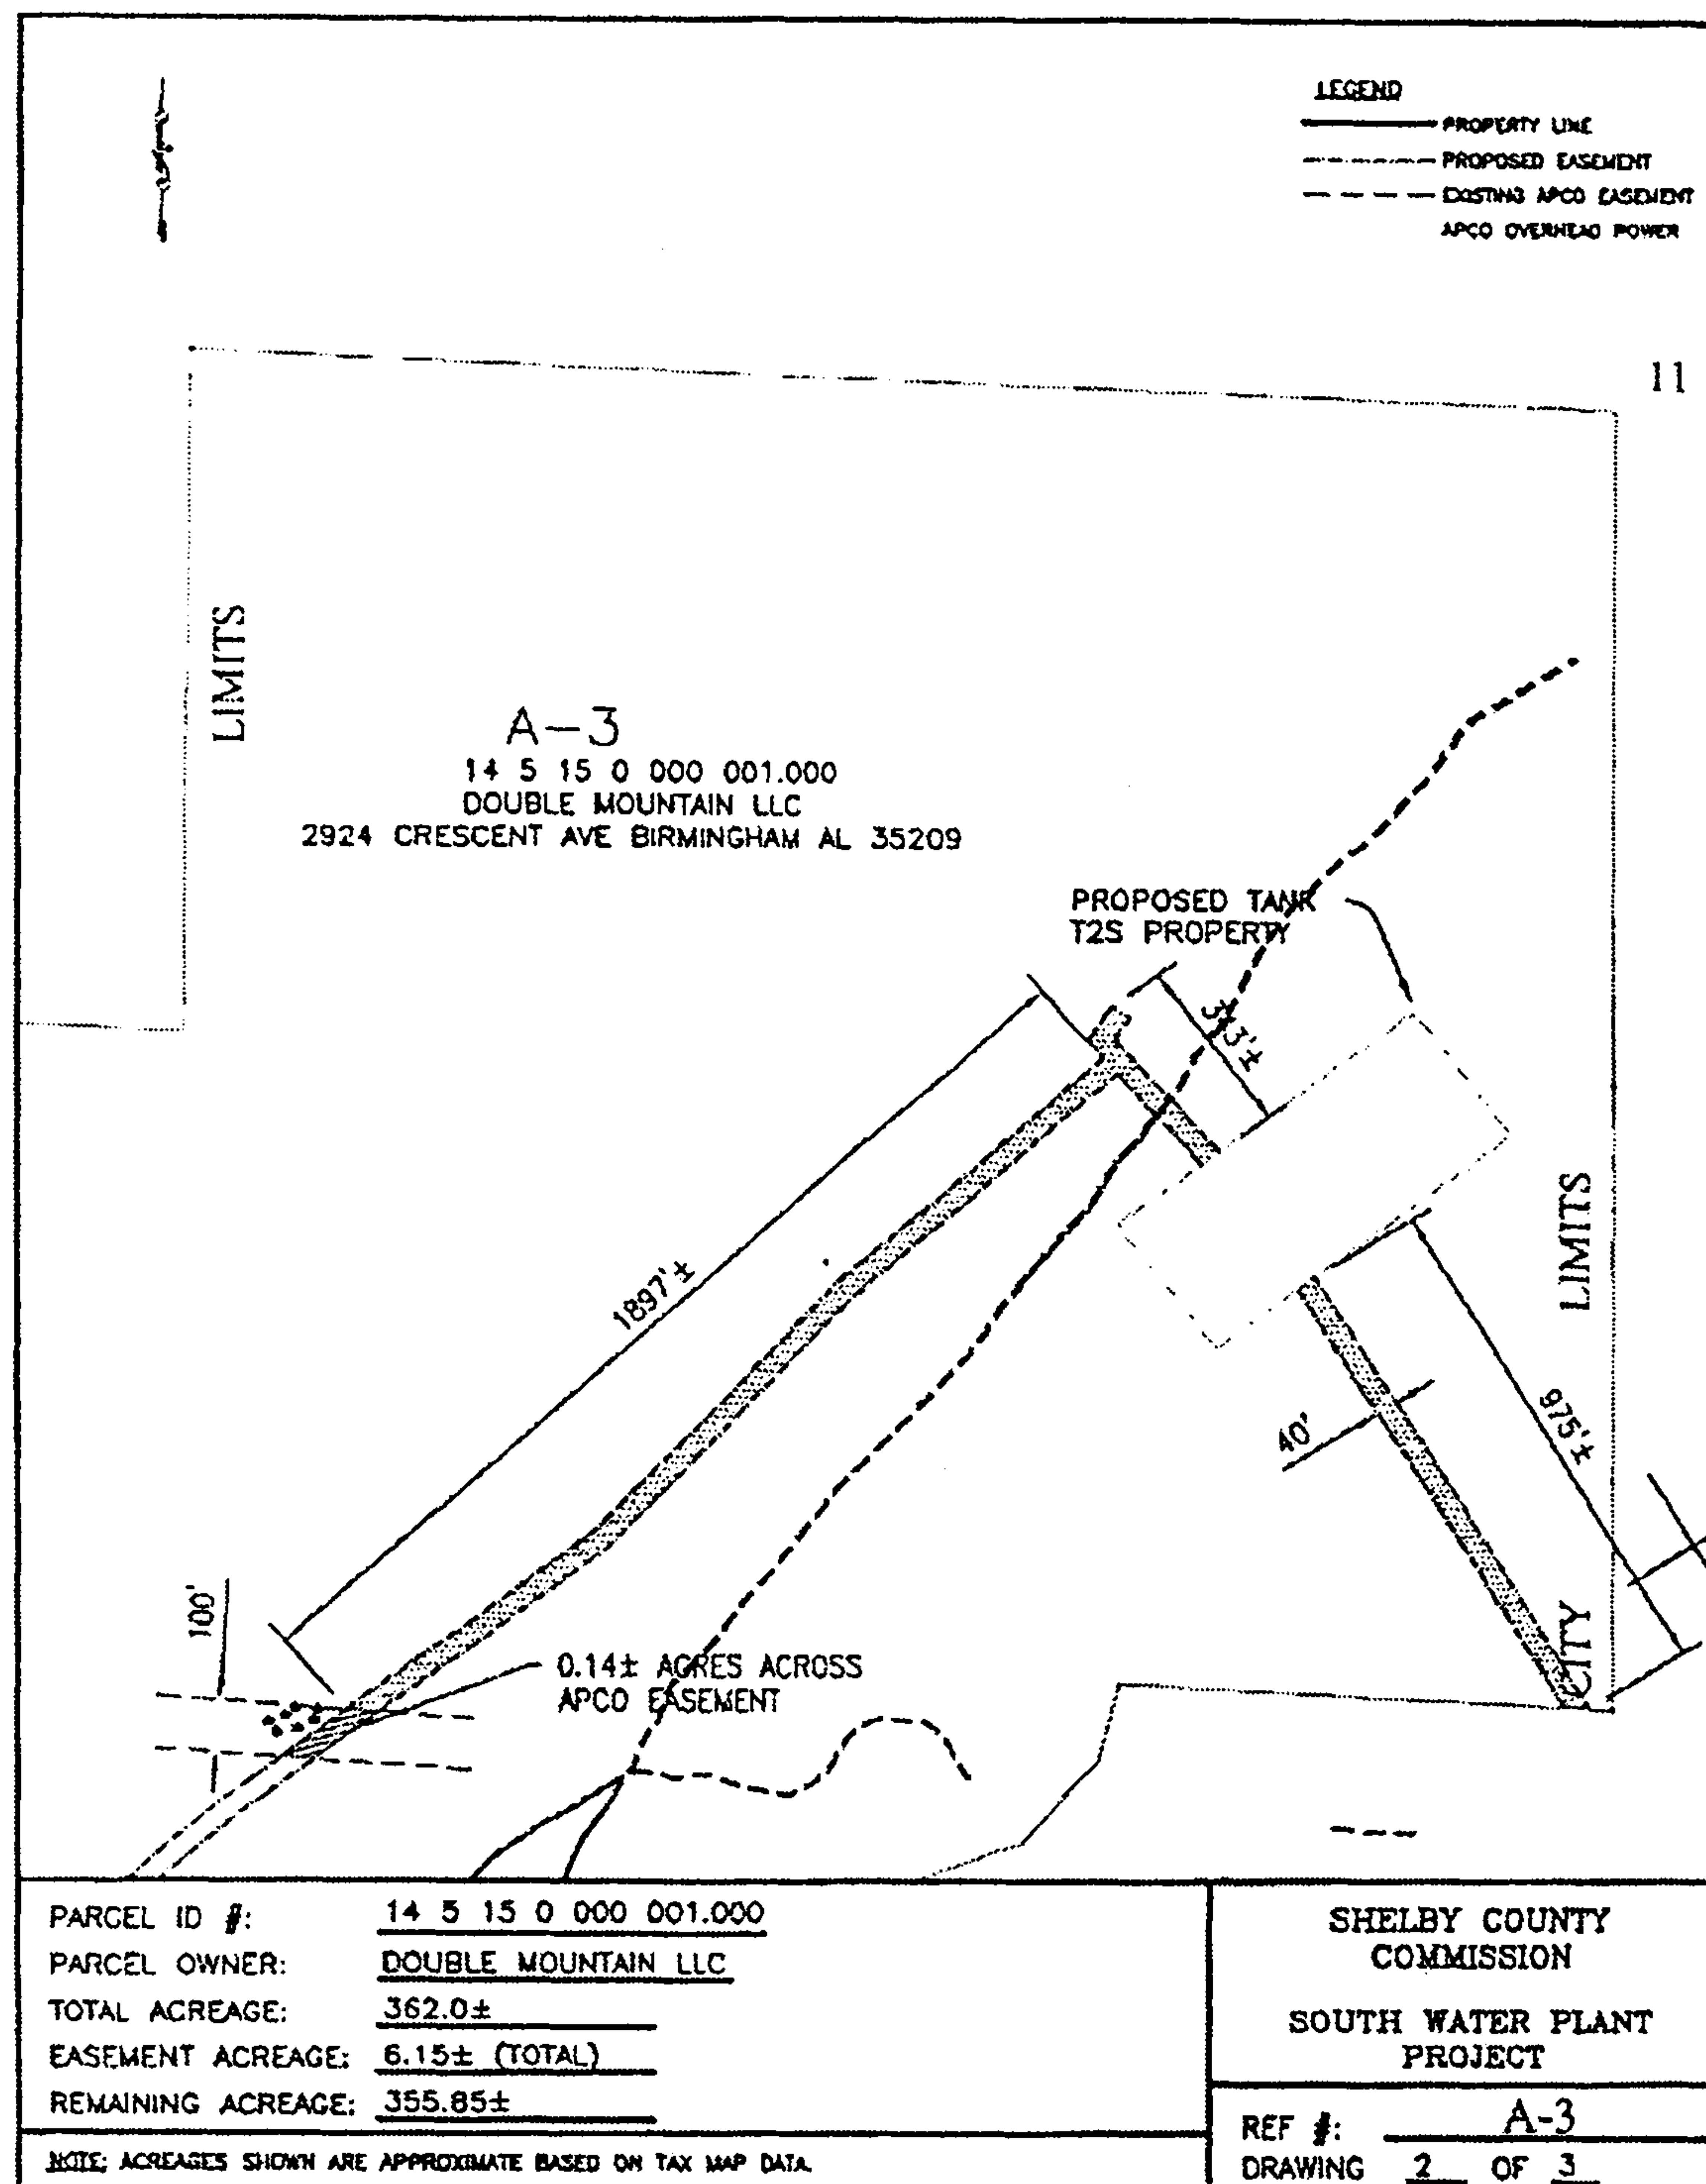 LEGEND
PROPERTY LINE
PROPOSED EASEMENT
EXISTING APCO EASEMENT
APCO OVERHEAD POWER
11
LIMITS
A-3
14 5 15 0 000 001.000
DOUBLE MOUNTAIN LLC
2924 CRESCENT AVE BIRMINGHAM AL 35209
PROPOSED TANK
T2S PROPERTY
1897'±
LIMITS
40'
975'±
100'
0.14± ACRES ACROSS
APCO EASEMENT
CITY
PARCEL ID #: 14 5 15 0 000 001.000
PARCEL OWNER: DOUBLE MOUNTAIN LLC
TOTAL ACREAGE: 362.0±
EASEMENT ACREAGE: 6.15± (TOTAL)
REMAINING ACREAGE: 355.85±
NOTE: ACREAGES SHOWN ARE APPROXIMATE BASED ON TAX MAP DATA.
SHELBY COUNTY
COMMISSION
SOUTH WATER PLANT
PROJECT
REF #: A-3
DRAWING 2 OF 3